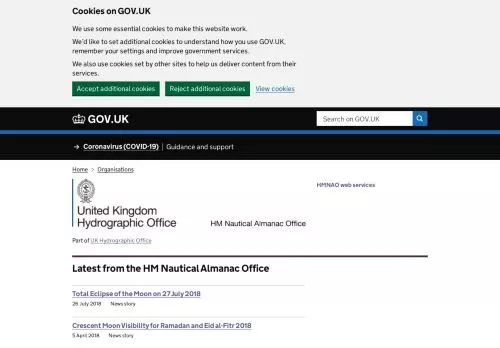 Cookies on GOV.UK
We use some essential cookies to make this website work.
We'd like to set additional cookies to understand how you use GOV.UK,
remember your settings and improve government services.
We also use cookies set by other sites to help us deliver content from their
services.
Accept additional cookies Reject additional cookies View cookies
GOV.UK Search on GOV.UK
→ Coronavirus (COVID-19) | Guidance and support
Home > Organisations
HMNAO web services
United Kingdom
Hydrographic Office HM Nautical Almanac Office
Part of UK Hydrographic Office
Latest from the HM Nautical Almanac Office
Total Eclipse of the Moon on 27 July 2018
26 July 2018 News story
Crescent Moon Visibility for Ramadan and Eid al-Fitr 2018
5 April 2018 News story